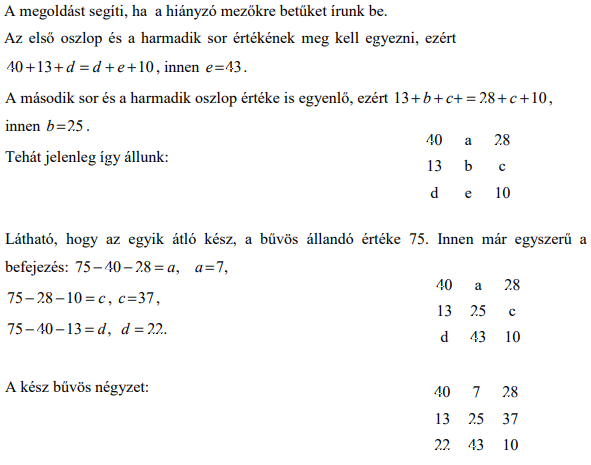 A megoldást segíti, ha a hiányzó mezőkre betűket írunk be.
Az első oszlop és a harmadik sor értékének meg kell egyezni, ezért
40+13+d = d+e+10, innen e=43.
A második sor és a harmadik oszlop értéke is egyenlő, ezért 13+b+c+ = 28+c+10,
innen b=25.
Tehát jelenleg így állunk:
40 a 28
13 b c
d e 10
Látható, hogy az egyik átló kész, a bűvös állandó értéke 75. Innen már egyszerű a
befejezés: 75−40−28 = a, a=7,
75−28−10 = c, c=37,
75−40−13 = d, d = 22.
40 a 28
13 25 c
d 43 10
A kész bűvös négyzet:
40 7 28
13 25 37
22 43 10